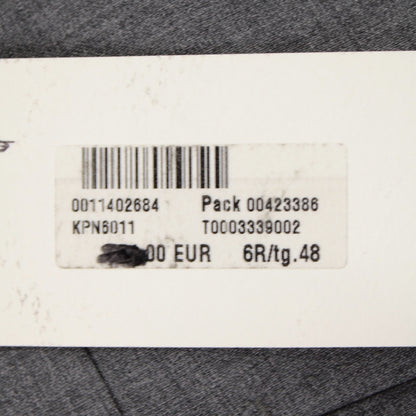 0011402684 Pack 00423386
KPN6011 T0003339002
00 EUR 6R/tg.48